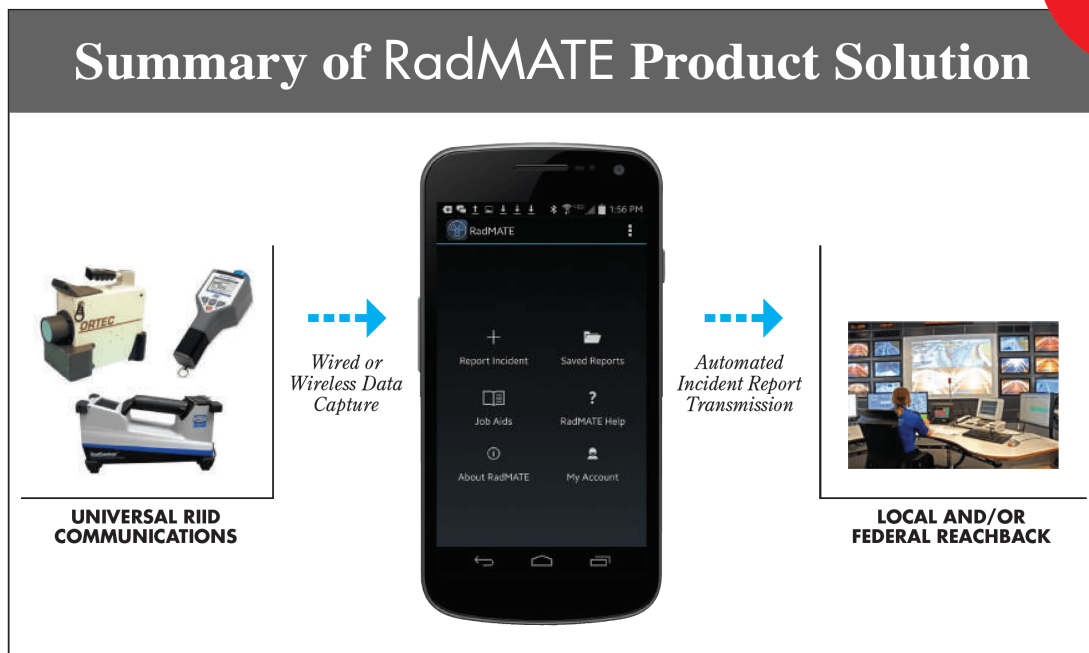 Summary of RadMATE Product Solution
ORTEC
UNIVERSAL RIID
COMMUNICATIONS
Wired or
Wireless Data
Capture
1:56 PM
RadMATE
Report Incident
Saved Reports
Job Aids
?
RadMATE Help
About RadMATE
My Account
Automated
Incident Report
Transmission
LOCAL AND/OR
FEDERAL REACHBACK